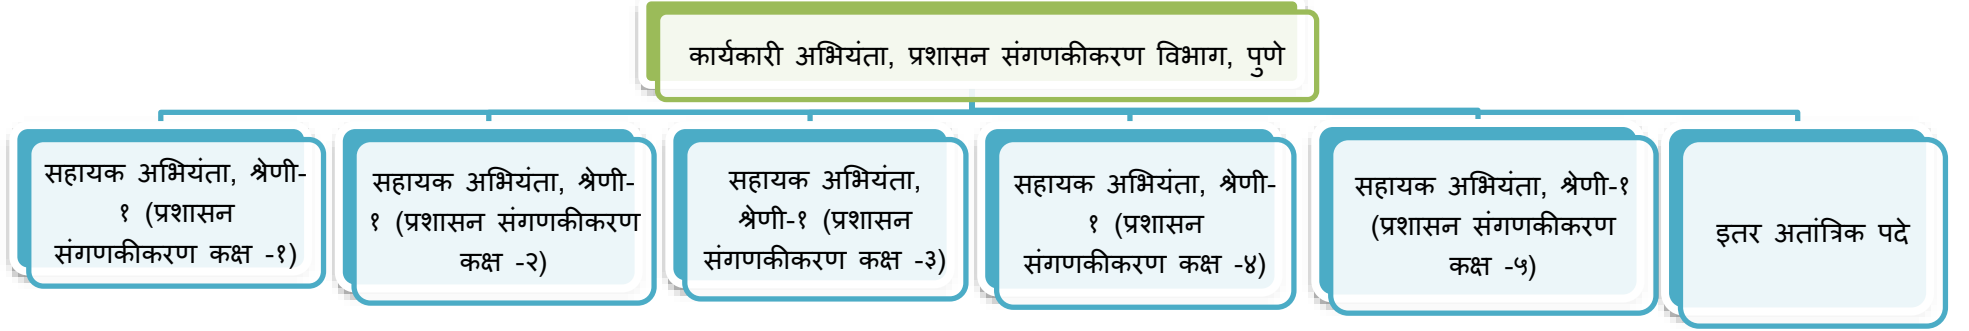 कार्यकारी अभियंता, प्रशासन संगणकीकरण विभाग, पुणे
सहायक अभियंता, श्रेणी-
१ (प्रशासन
संगणकीकरण कक्ष -१)
सहायक अभियंता, श्रेणी-
१ (प्रशासन संगणकीकरण
कक्ष -२)
सहायक अभियंता,
श्रेणी-१ (प्रशासन
संगणकीकरण कक्ष -३)
सहायक अभियंता, श्रेणी-
१ (प्रशासन
संगणकीकरण कक्ष -४)
सहायक अभियंता, श्रेणी-१
(प्रशासन संगणकीकरण
कक्ष -५)
इतर अतांत्रिक पदे